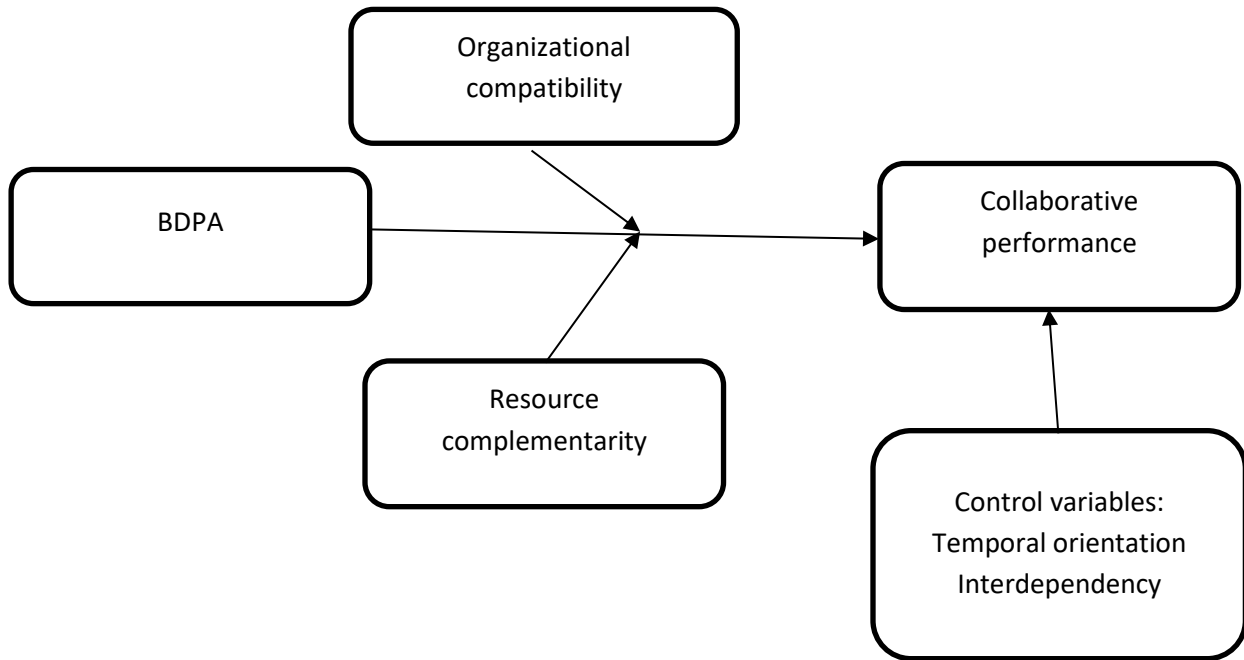 Organizational
compatibility
BDPA
Collaborative
performance
Resource
complementarity
Control variables:
Temporal orientation
Interdependency